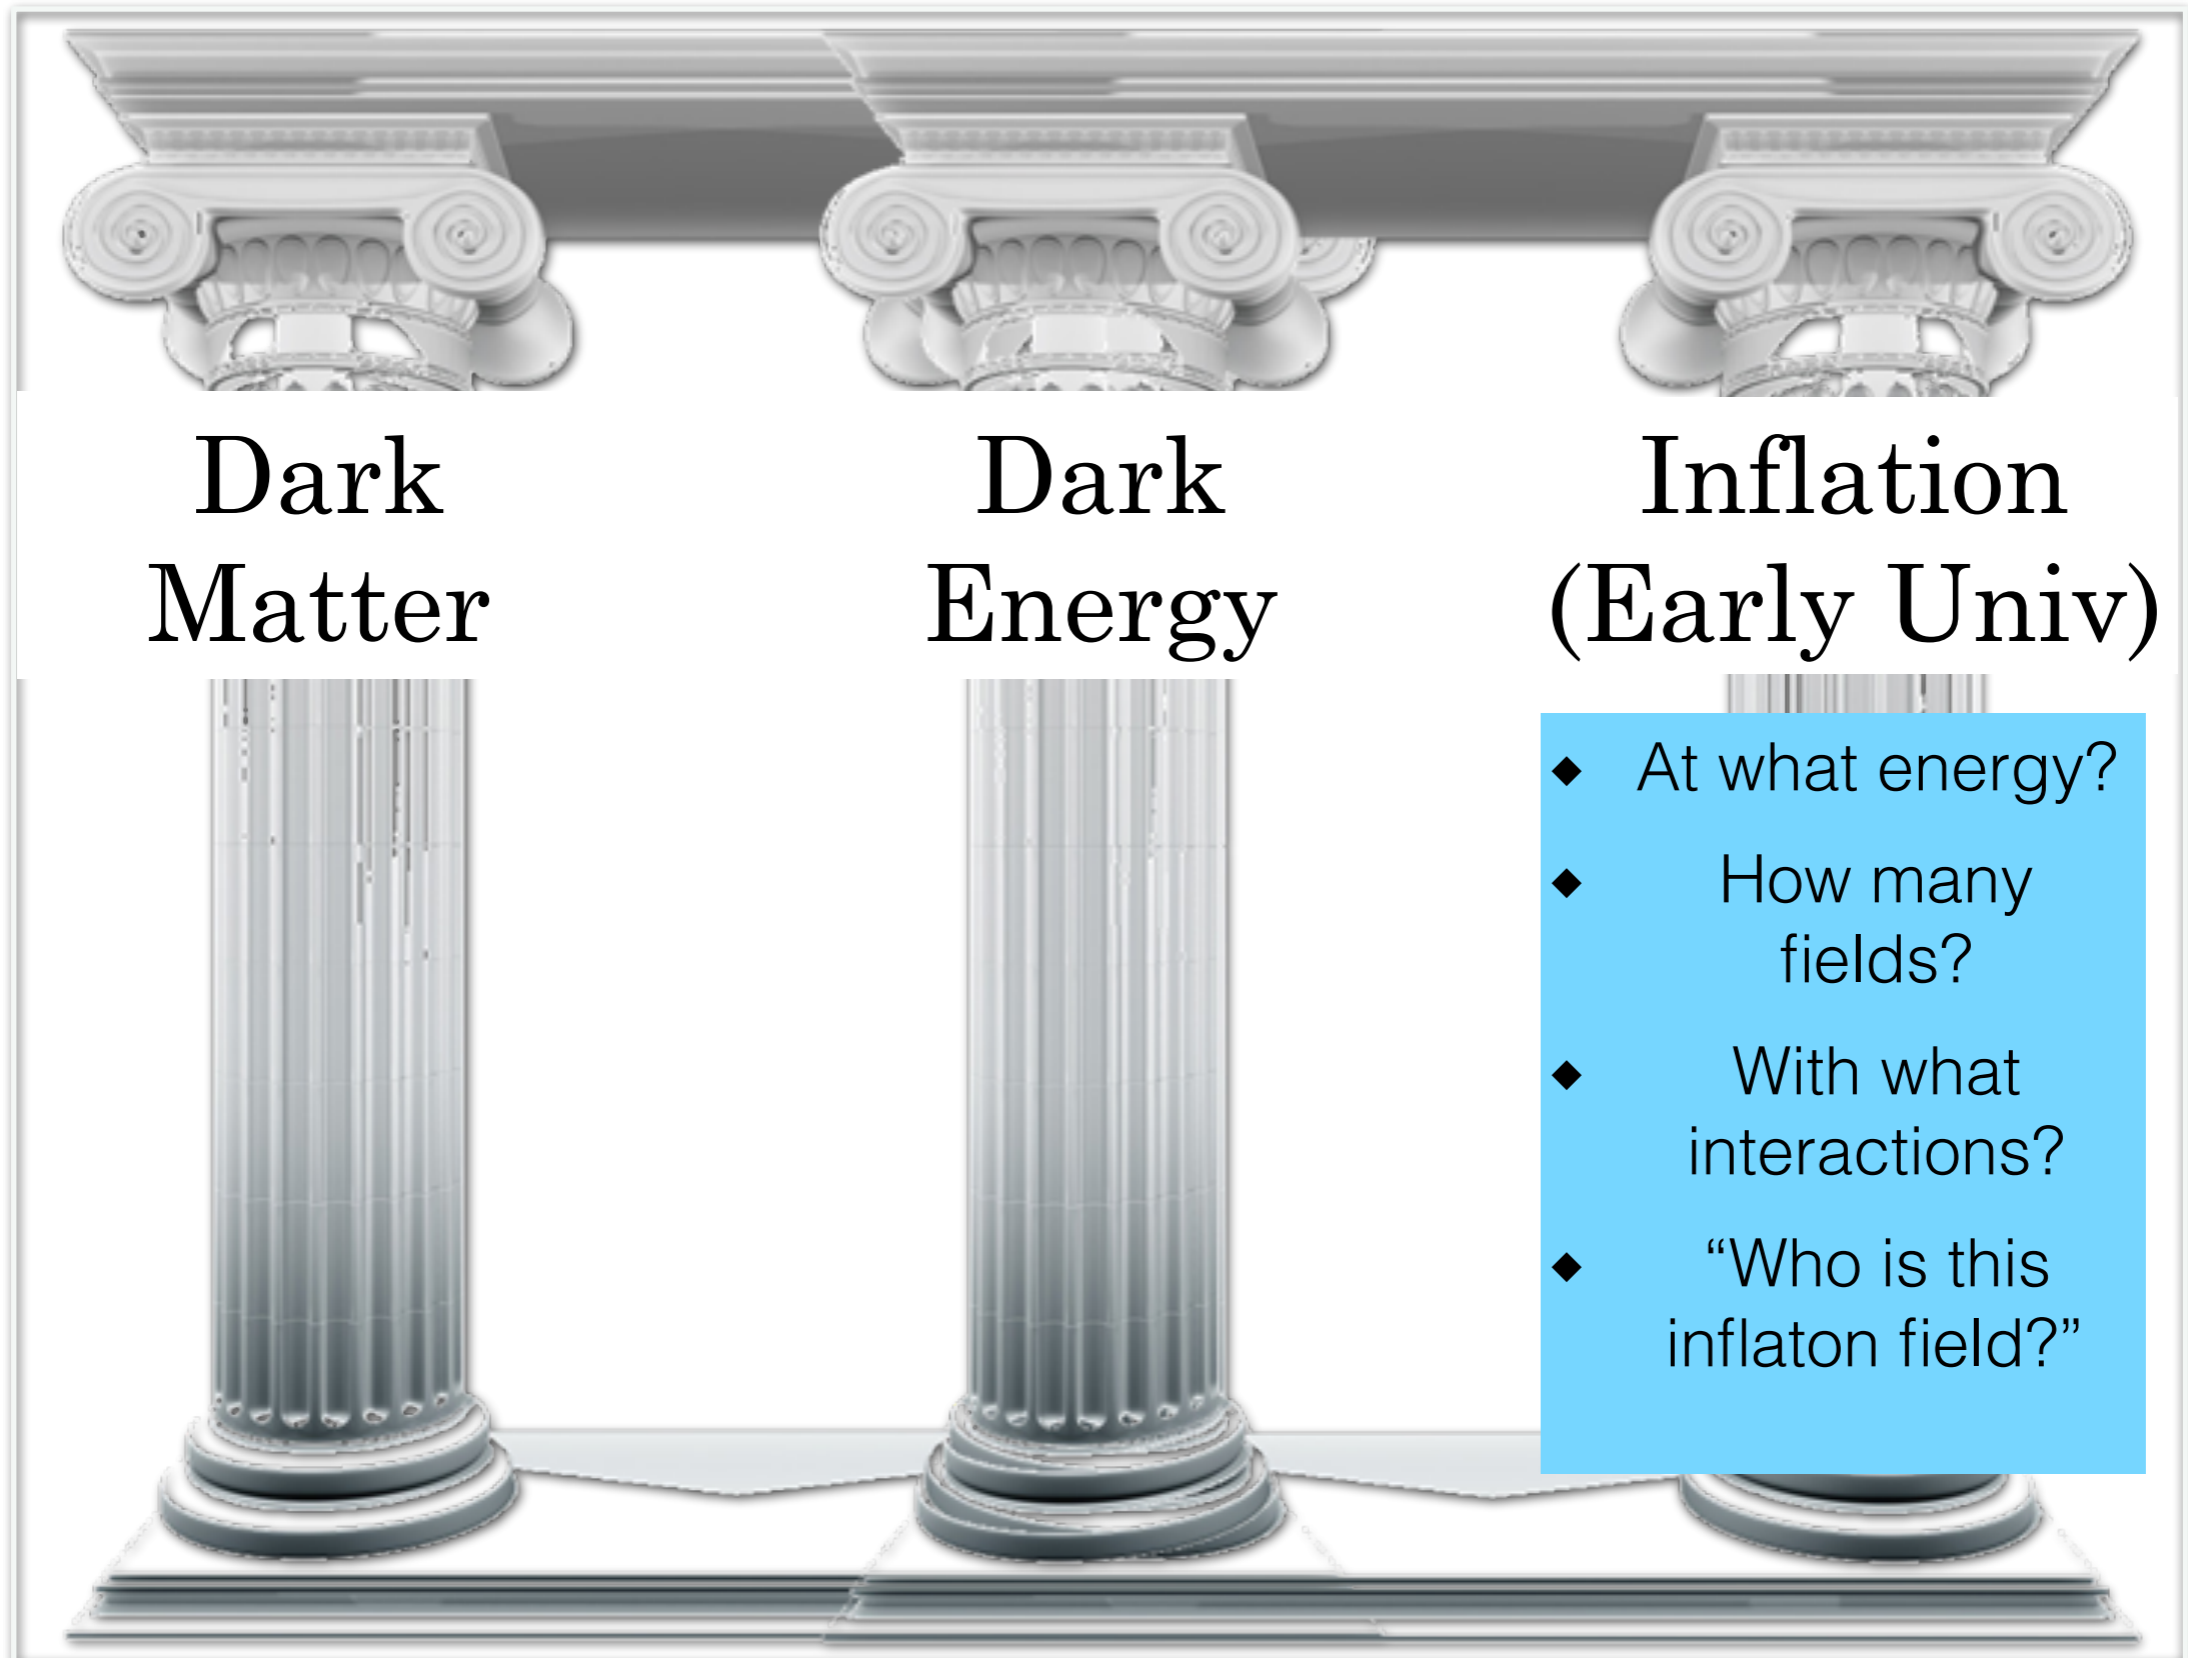 Dark
Matter
Dark
Energy
Inflation
(Early Univ)
◆ At what energy?
◆ How many
fields?
◆ With what
interactions?
◆ “Who is this
inflaton field?”